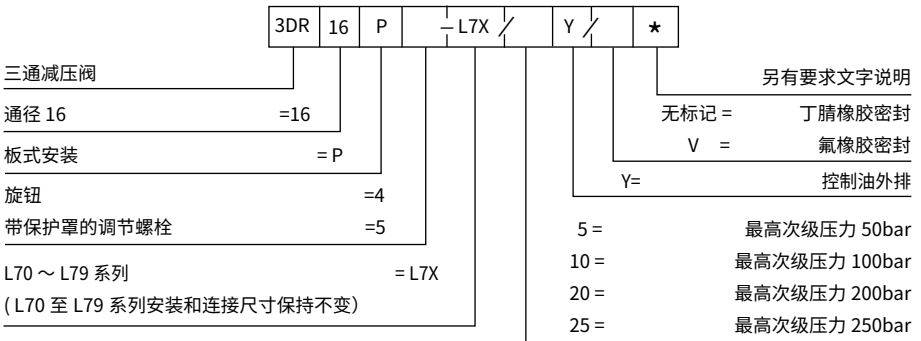 3DR 16 P – L7X / Y / *
三通减压阀
通径 16 =16
板式安装 = P
旋钮 =4
带保护罩的调节螺栓 =5
L70 ～ L79 系列 = L7X
( L70 至 L79 系列安装和连接尺寸保持不变）
另有要求文字说明
无标记 = 丁腈橡胶密封
V = 氟橡胶密封
Y= 控制油外排
5 = 最高次级压力 50bar
10 = 最高次级压力 100bar
20 = 最高次级压力 200bar
25 = 最高次级压力 250bar